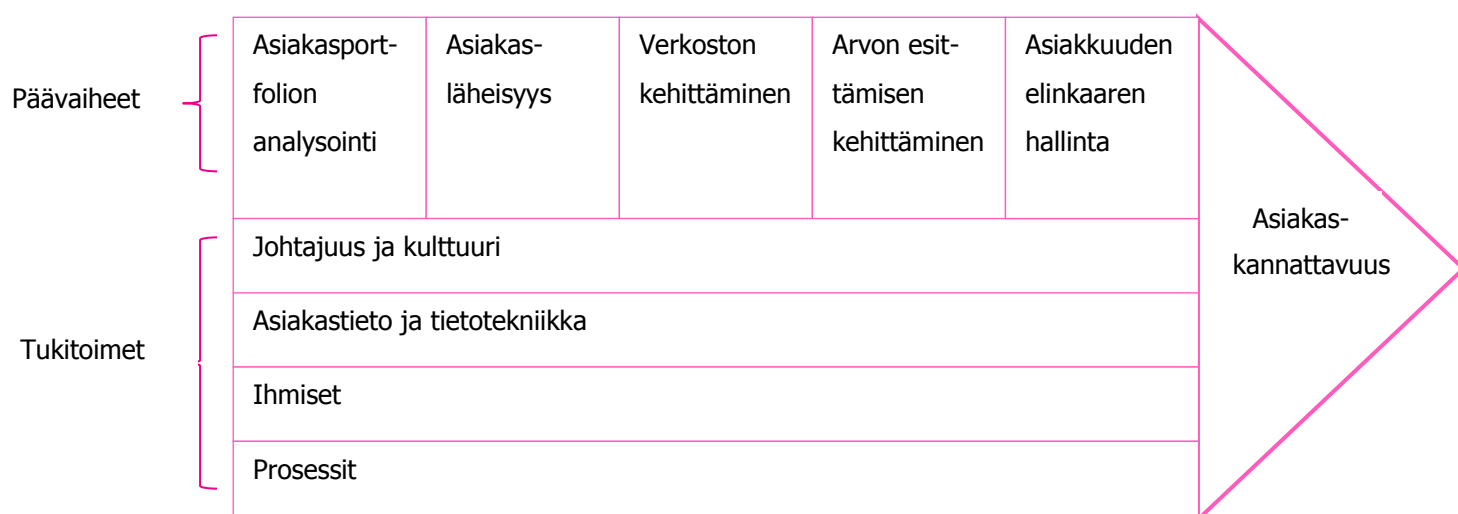 Päävaiheet
Asiakasport-
folion
analysointi
Asiakas-
läheisyys
Verkoston
kehittäminen
Arvon esit-
tämisen
kehittäminen
Asiakkuuden
elinkaaren
hallinta
Tukitoimet
Johtajuus ja kulttuuri
Asiakastieto ja tietotekniikka
Ihmiset
Prosessit
Asiakas-
kannattavuus